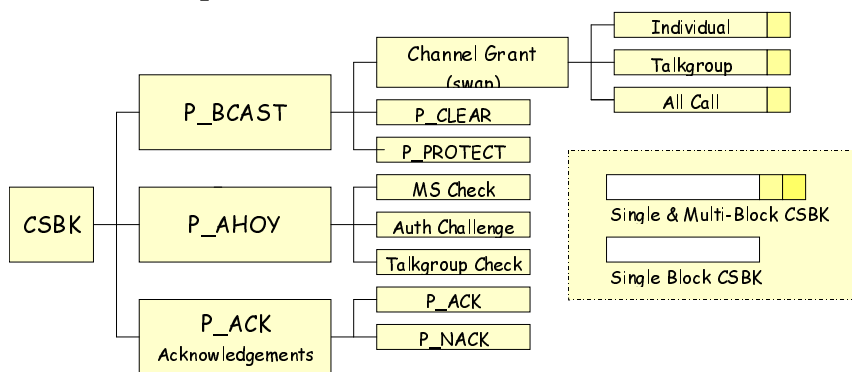 Individual
Channel Grant
(swap)
Talkgroup
All Call
P_BCAST
P_CLEAR
P_PROTECT
CSBK
P_AHOY
MS Check
Auth Challenge
Talkgroup Check
Single & Multi-Block CSBK
Single Block CSBK
P_ACK
Acknowledgements
P_ACK
P_NACK